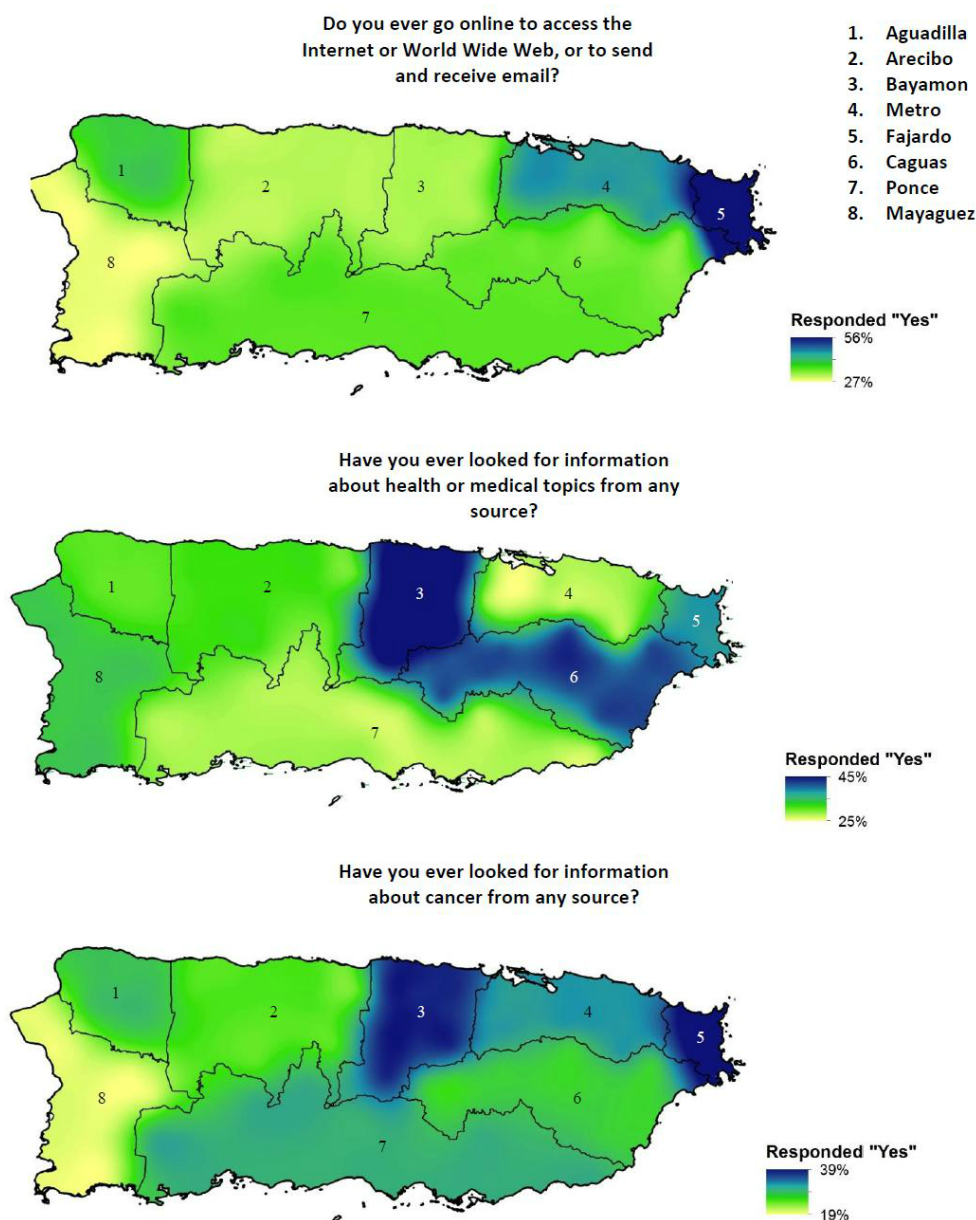 Do you ever go online to access the
Internet or World Wide Web, or to send
and receive email?
1. Aguadilla
2. Arecibo
3. Bayamon
4. Metro
5. Fajardo
6. Caguas
7. Ponce
8. Mayaguez
1
2
3
4
5
6
7
8
Responded "Yes"
56%
27%
Have you ever looked for information
about health or medical topics from any
source?
1
2
3
4
5
6
7
8
Responded "Yes"
45%
25%
Have you ever looked for information
about cancer from any source?
1
2
3
4
5
6
7
8
Responded "Yes"
39%
19%